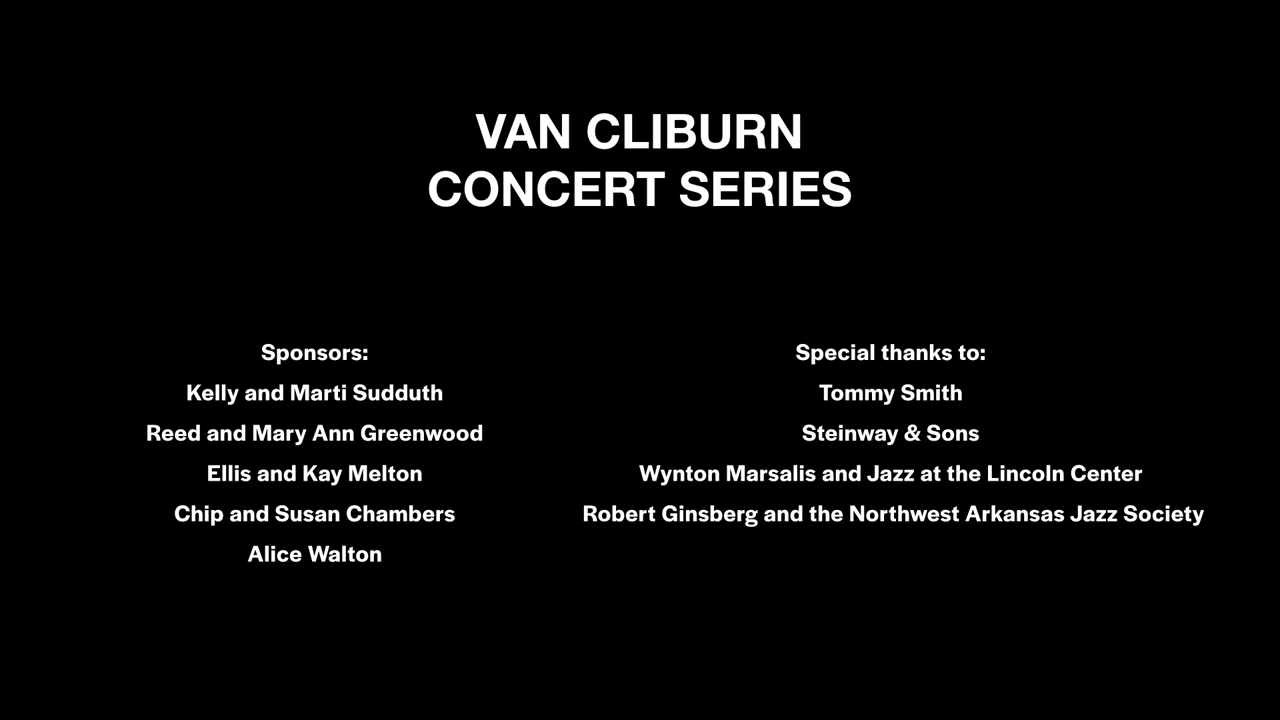 VAN CLIBURN
CONCERT SERIES
Sponsors:
Kelly and Marti Sudduth
Reed and Mary Ann Greenwood
Ellis and Kay Melton
Chip and Susan Chambers
Alice Walton
Special thanks to:
Tommy Smith
Steinway & Sons
Wynton Marsalis and Jazz at the Lincoln Center
Robert Ginsberg and the Northwest Arkansas Jazz Society